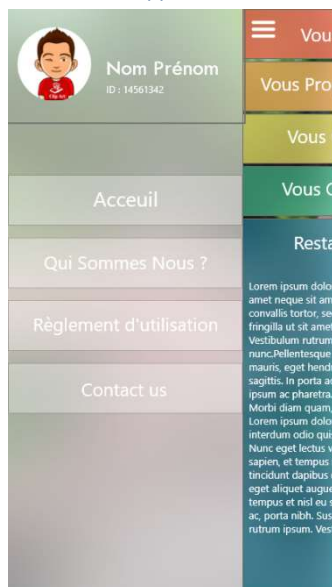 Nom Prénom
ID : 14561342
Acceuil
Qui Sommes Nous ?
Règlement d'utilisation
Contact us
Vou
Vous Pro
Vous
Vous
Resta
Lorem ipsum dolo
amet neque sit am
convallis tortor, se
fringilla ut sit amet
Vestibulum rutrum
nunc.Pellentesque
mauris, eget hend
sagittis. In porta a
ipsum ac pharetra.
Morbi diam quam,
Lorem ipsum dolo
interdum odio qui
Nunc eget lectus v
sapien, et tempus
tincidunt dapibus
eget aliquet augue
tempus et nisl eu s
ac, porta nibh. Sus
rutrum ipsum. Ves